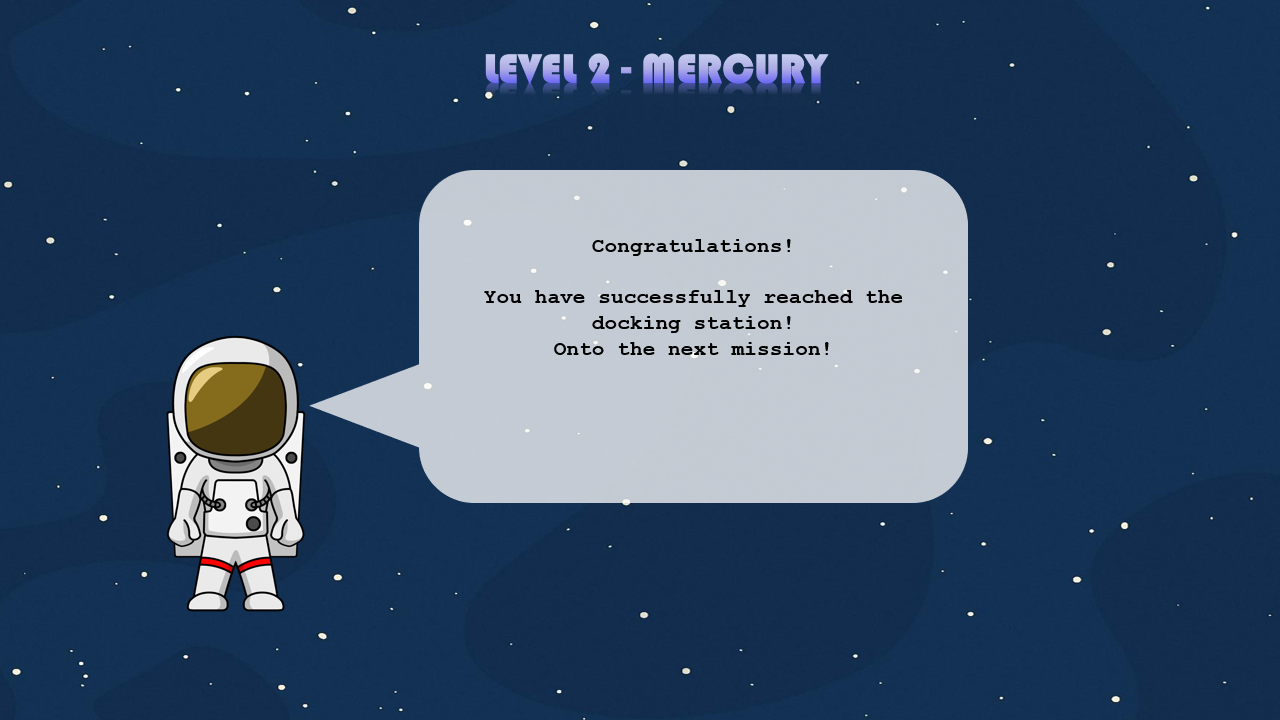 LEVEL 2 - MERCURY
Congratulations!
You have successfully reached the
docking station!
Onto the next mission!